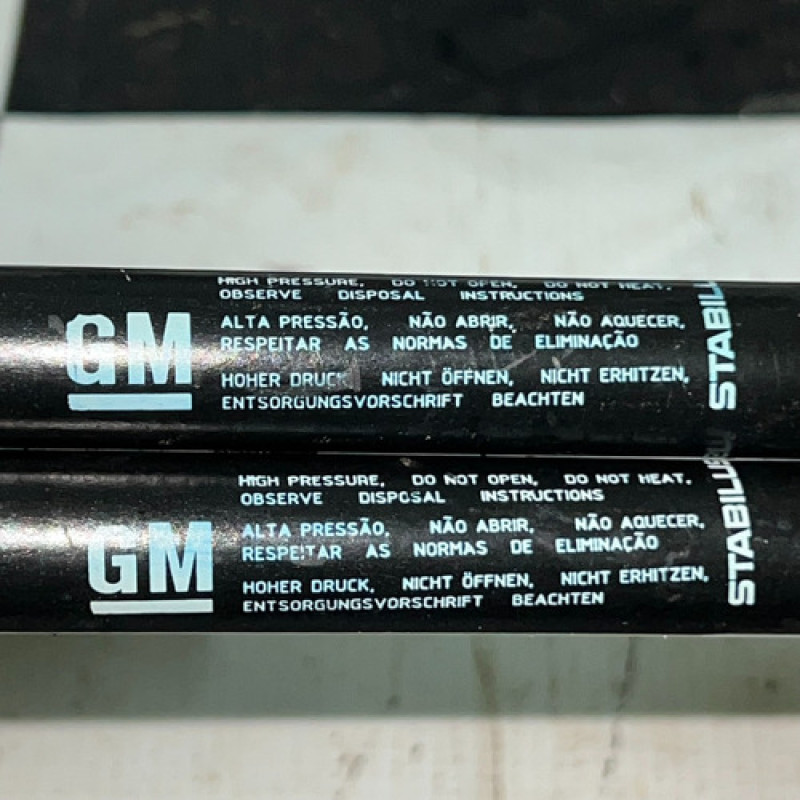 HIGH PRESSURE, DO NOT OPEN, DO NOT HEAT.
OBSERVE DISPOSAL INSTRUCTIONS
GM
ALTA PRESSÃO, NÃO ABRIR, NÃO AQUECER,
RESPEITAR AS NORMAS DE ELIMINAÇÃO
HOHER DRUCK, NICHT ÖFFNEN, NICHT ERHITZEN,
ENTSORGUNGSVORSCHRIFT BEACHTEN
STABILUS
HIGH PRESSURE, DO NOT OPEN, DO NOT HEAT.
OBSERVE DISPOSAL INSTRUCTIONS
GM
ALTA PRESSÃO, NÃO ABRIR, NÃO AQUECER,
RESPEITAR AS NORMAS DE ELIMINAÇÃO
HOHER DRUCK, NICHT ÖFFNEN, NICHT ERHITZEN,
ENTSORGUNGSVORSCHRIFT BEACHTEN
STABILUS